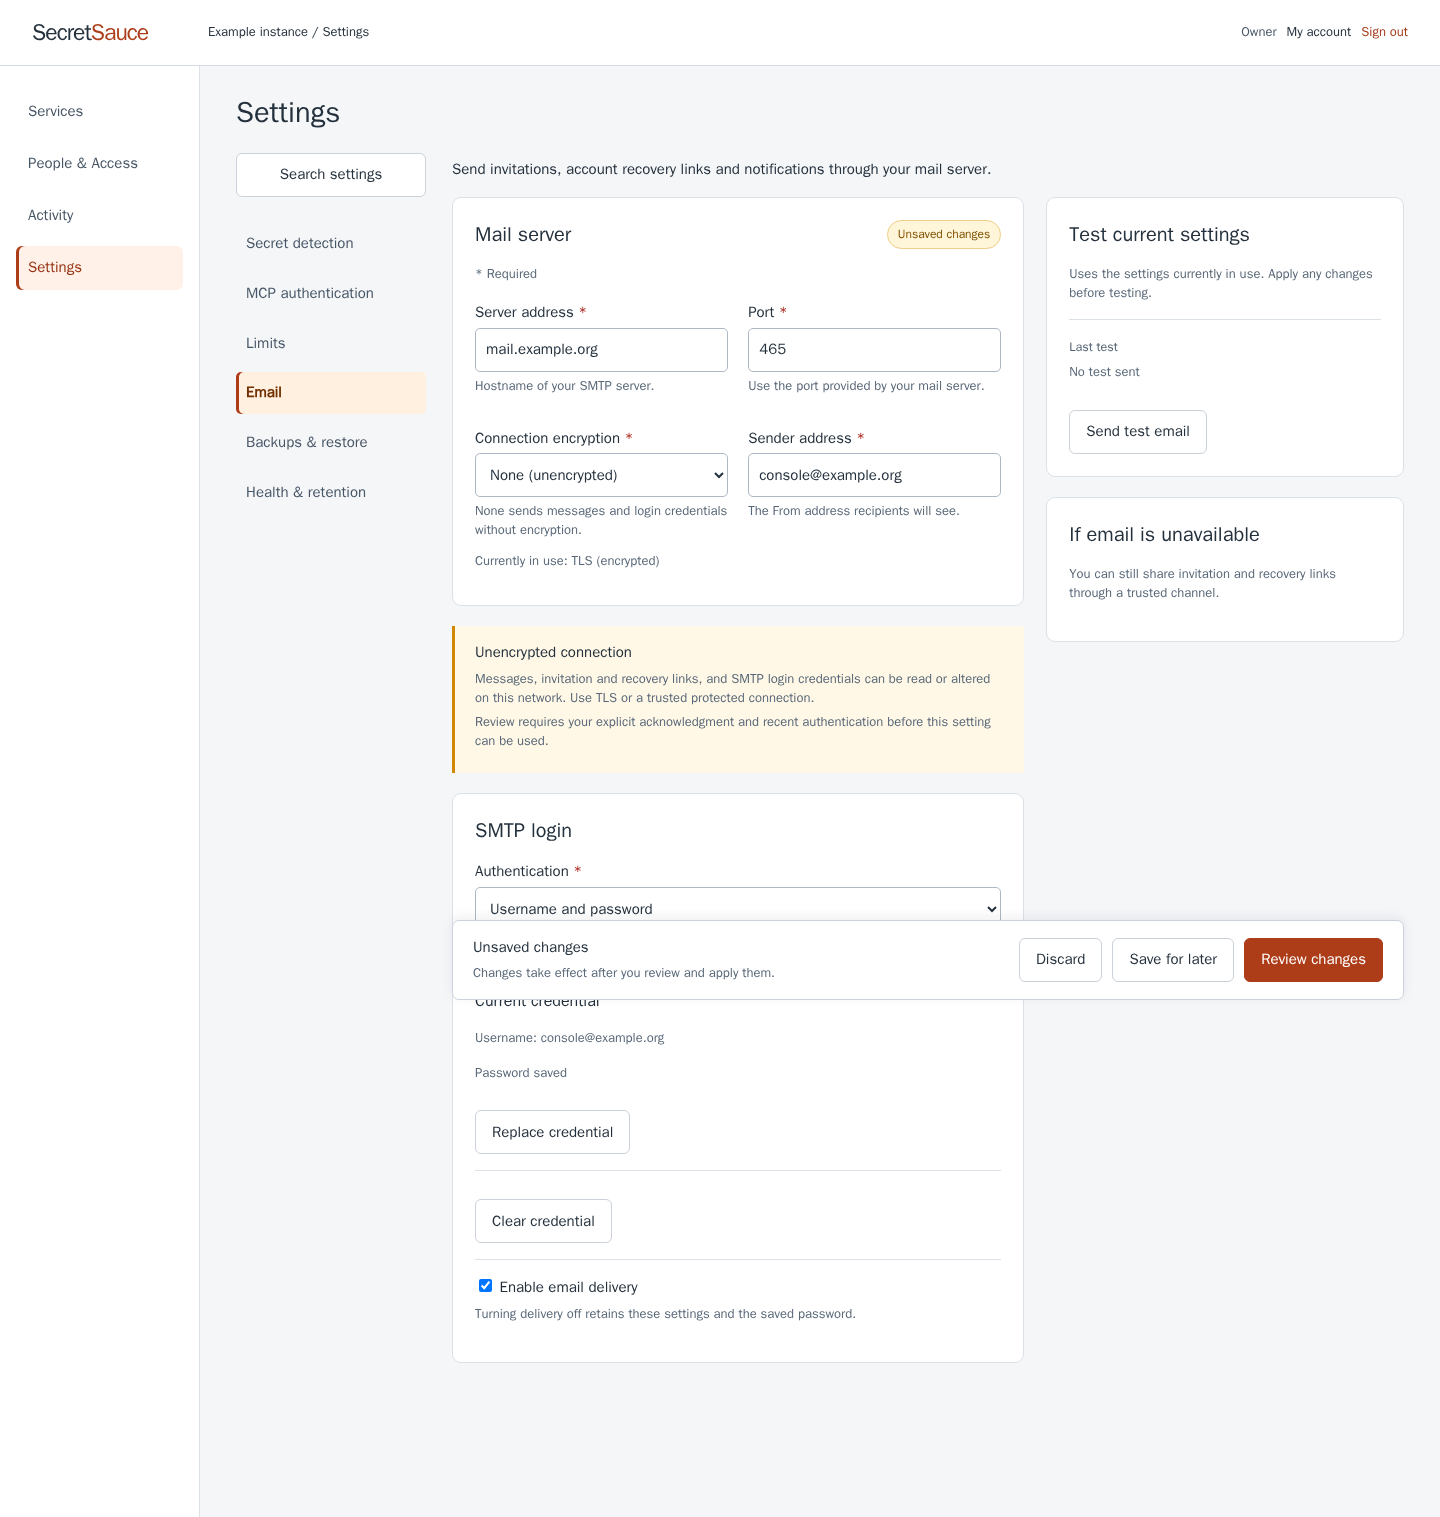 SecretSauce
Example instance / Settings
Owner My account Sign out
Services
People & Access
Activity
Settings
Settings
Search settings
Secret detection
MCP authentication
Limits
Email
Backups & restore
Health & retention
Send invitations, account recovery links and notifications through your mail server.
Mail server
Unsaved changes
* Required
Server address *
mail.example.org
Hostname of your SMTP server.
Port *
465
Use the port provided by your mail server.
Connection encryption *
None (unencrypted)
None sends messages and login credentials
without encryption.
Currently in use: TLS (encrypted)
Sender address *
console@example.org
The From address recipients will see.
Unencrypted connection
Messages, invitation and recovery links, and SMTP login credentials can be read or altered
on this network. Use TLS or a trusted protected connection.
Review requires your explicit acknowledgment and recent authentication before this setting
can be used.
SMTP login
Authentication *
Username and password
Unsaved changes
Changes take effect after you review and apply them.
Discard
Save for later
Review changes
Current credential
Username: console@example.org
Password saved
Replace credential
Clear credential
Enable email delivery
Turning delivery off retains these settings and the saved password.
Test current settings
Uses the settings currently in use. Apply any changes
before testing.
Last test
No test sent
Send test email
If email is unavailable
You can still share invitation and recovery links
through a trusted channel.